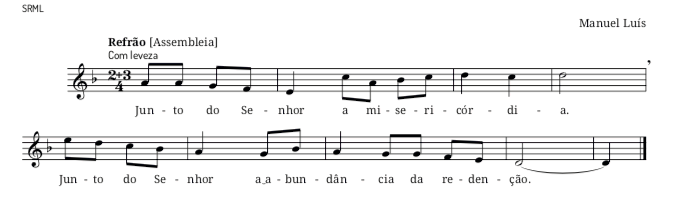 SRML
Manuel Luís
Refrão [Assembleia]
Com leveza
2+3
4
Jun - to do Se - nhor a mi - se - ri - cór - di - a.
Jun - to do Se - nhor a_a - bun - dân - cia da re - den - ção.